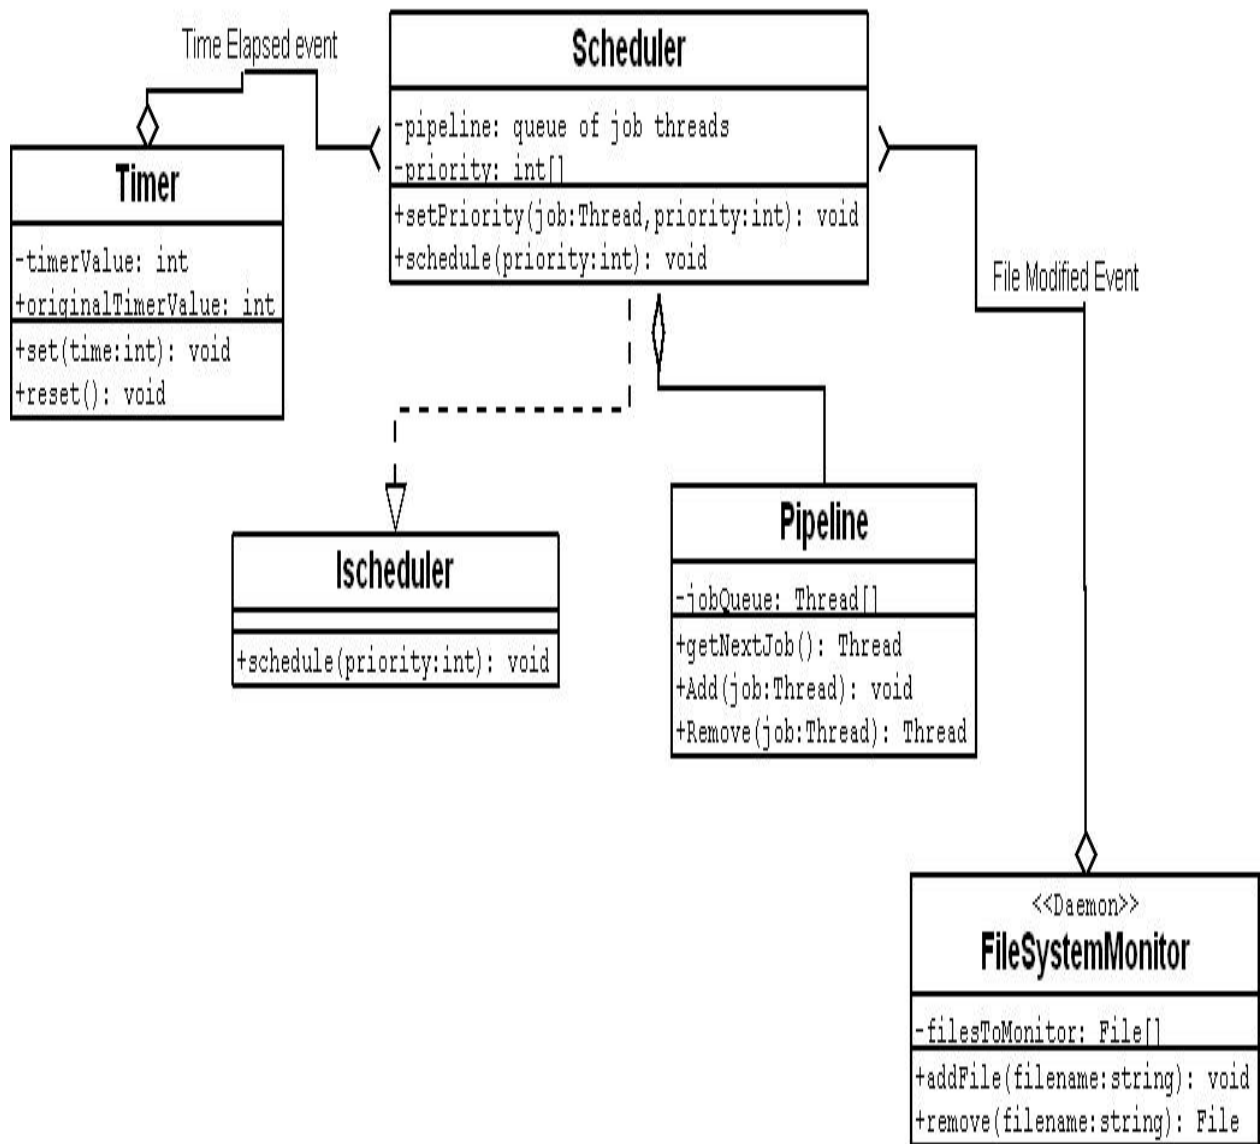 Time Elapsed event
Scheduler
-pipeline: queue of job threads
-priority: int[]
+setPriority(job:Thread,priority:int): void
+schedule(priority:int): void
Timer
-timerValue: int
+originalTimerValue: int
+set(time:int): void
+reset(): void
File Modified Event
Ischeduler
+schedule(priority:int): void
Pipeline
-jobQueue: Thread[]
+getNextJob(): Thread
+Add(job:Thread): void
+Remove(job:Thread): Thread
<<Daemon>>
FileSystemMonitor
-filesToMonitor: File[]
+addFile(filename:string): void
+remove(filename:string): File